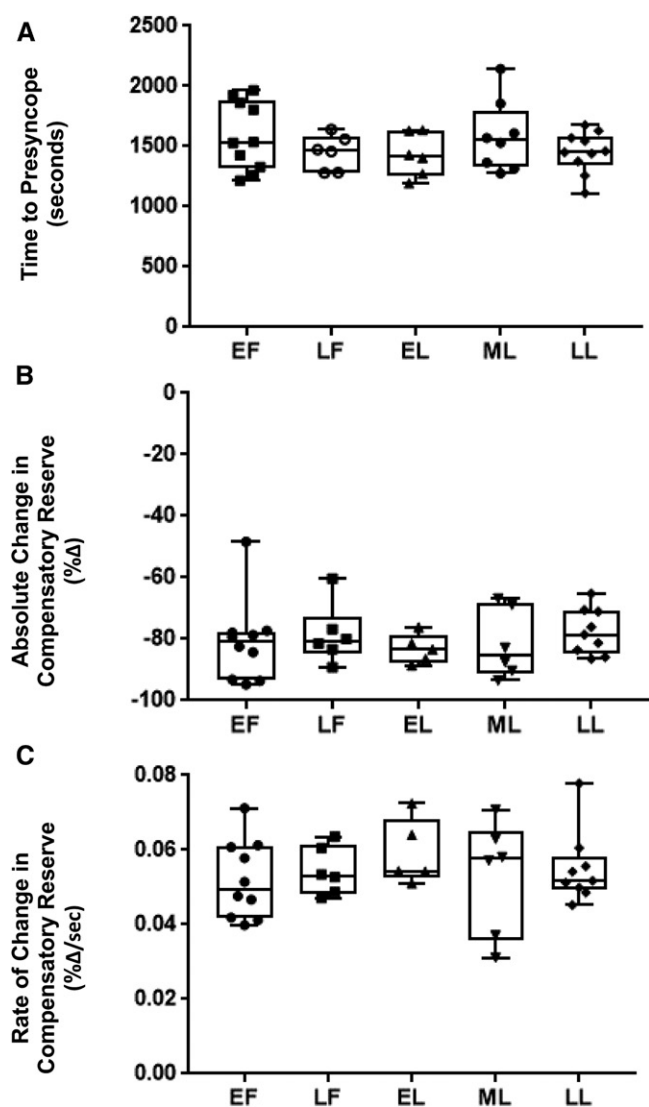 A
Time to Presyncope
(seconds)
2500
2000
1500
1000
500
0
EF LF EL ML LL
B
Absolute Change in
Compensatory Reserve
(%Δ)
0
-20
-40
-60
-80
-100
EF LF EL ML LL
C
Rate of Change in
Compensatory Reserve
(%Δ/sec)
0.08
0.06
0.04
0.02
0.00
EF LF EL ML LL